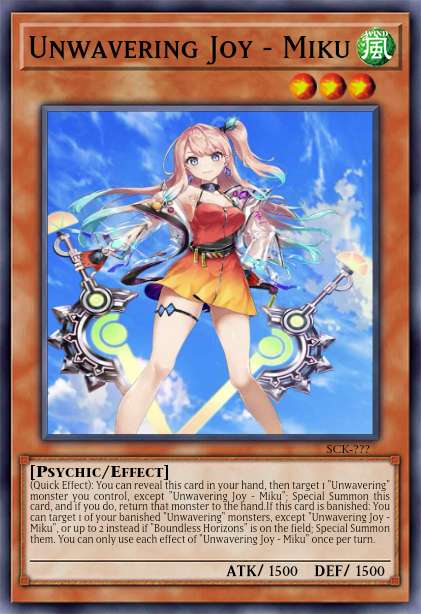 Unwavering Joy - Miku
WIND
風
SCK-???
[Psychic/Effect]
(Quick Effect): You can reveal this card in your hand, then target 1 "Unwavering"
monster you control, except "Unwavering Joy - Miku"; Special Summon this
card, and if you do, return that monster to the hand.If this card is banished: You
can target 1 of your banished "Unwavering" monsters, except "Unwavering Joy -
Miku", or up to 2 instead if "Boundless Horizons" is on the field; Special Summon
them. You can only use each effect of "Unwavering Joy - Miku" once per turn.
ATK/ 1500 DEF/ 1500